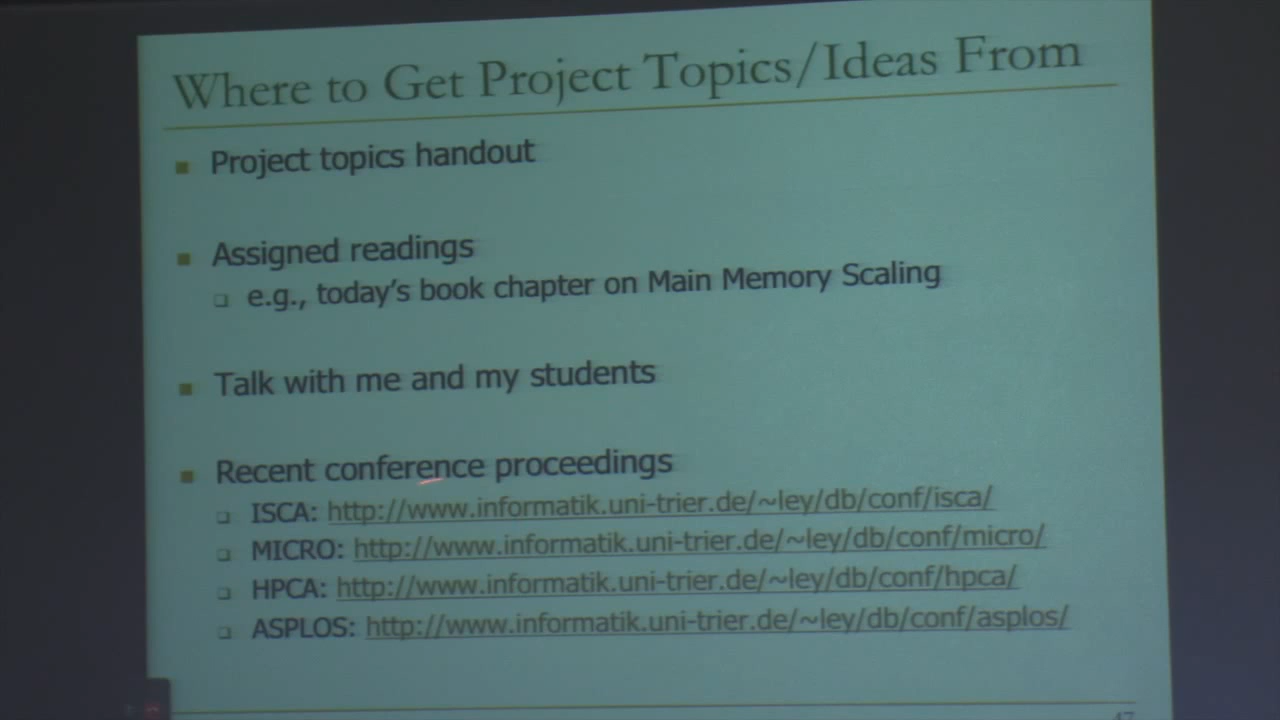 Where to Get Project Topics/Ideas From
Project topics handout
Assigned readings
e.g., today's book chapter on Main Memory Scaling
Talk with me and my students
Recent conference proceedings
ISCA: http://www.informatik.uni-trier.de/~ley/db/conf/isca/
MICRO: http://www.informatik.uni-trier.de/~ley/db/conf/micro/
HPCA: http://www.informatik.uni-trier.de/~ley/db/conf/hpca/
ASPLOS: http://www.informatik.uni-trier.de/~ley/db/conf/asplos/